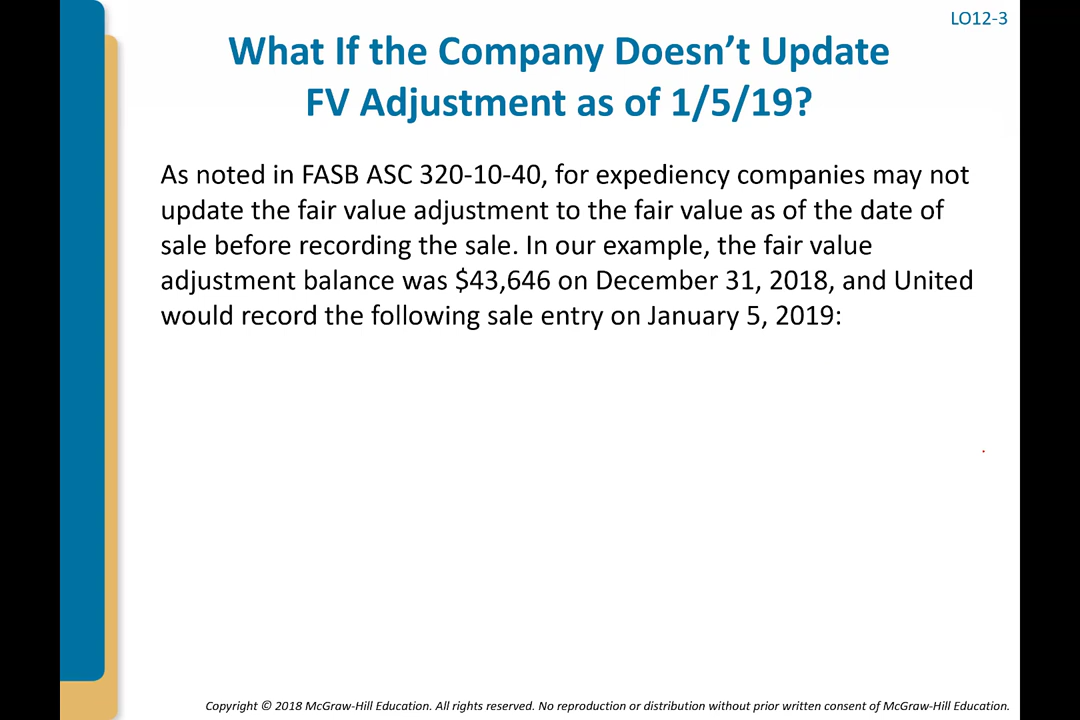 LO12-3
What If the Company Doesn’t Update
FV Adjustment as of 1/5/19?
As noted in FASB ASC 320-10-40, for expediency companies may not
update the fair value adjustment to the fair value as of the date of
sale before recording the sale. In our example, the fair value
adjustment balance was $43,646 on December 31, 2018, and United
would record the following sale entry on January 5, 2019:
Copyright © 2018 McGraw-Hill Education. All rights reserved. No reproduction or distribution without prior written consent of McGraw-Hill Education.